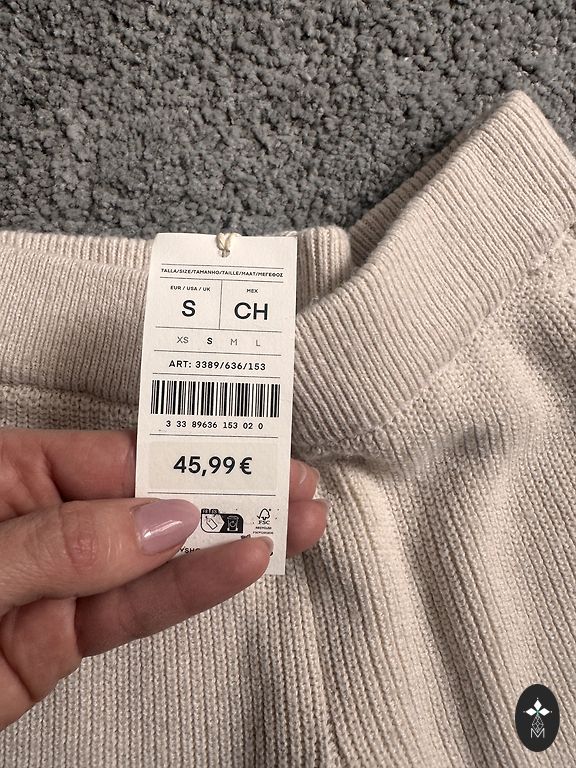 TALLA/SIZE/TAMANHO/TAILLE/MAAT/ΜΕΓΕΘΟΣ
EUR / USA / UK
MEX
S
CH
XS S M L
ART: 3389/636/153
3 33 89636 153 02 0
45,99 €
FSC
M